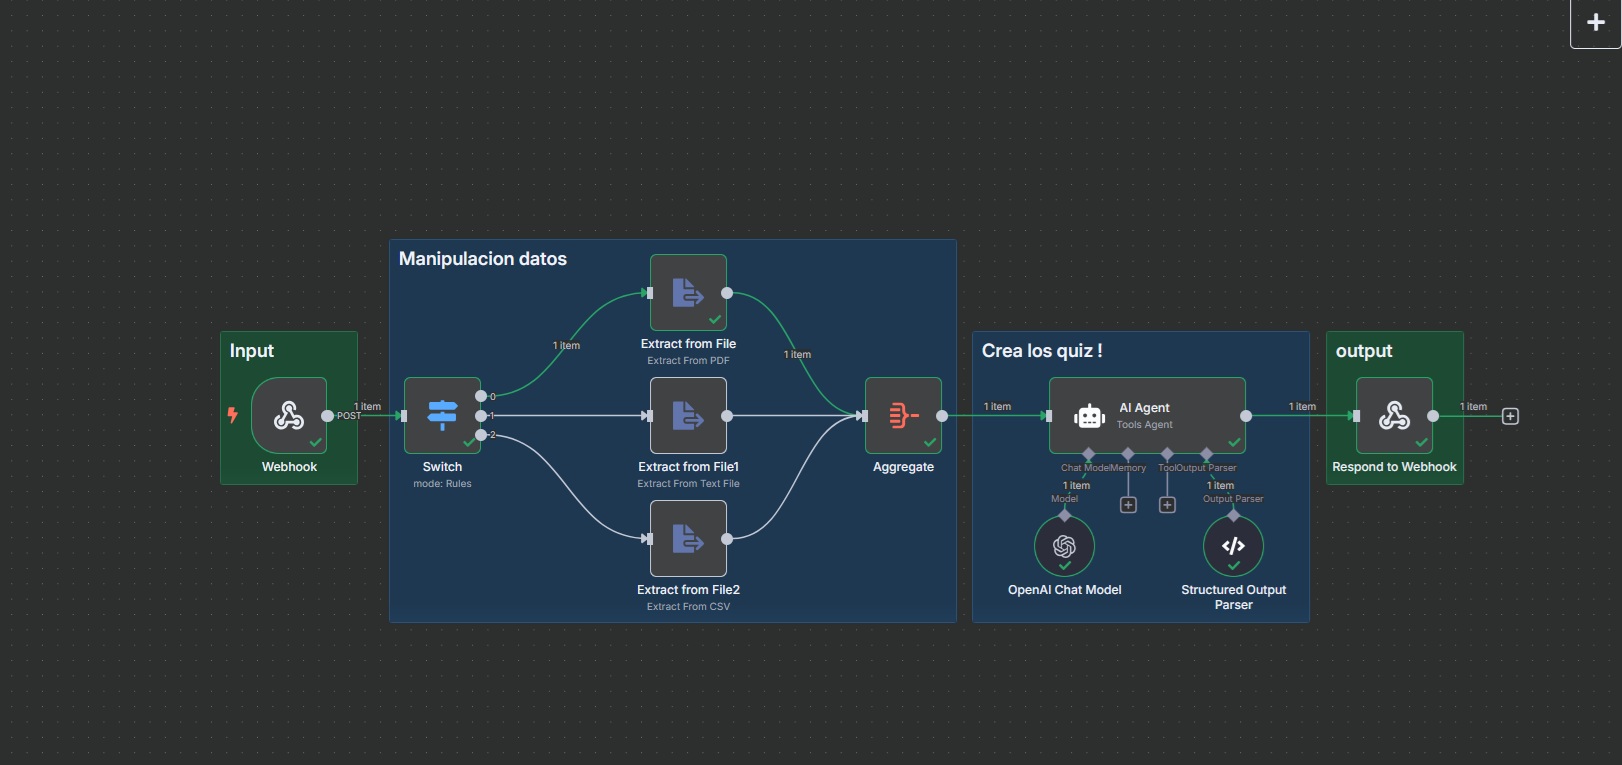 Manipulacion datos
Input
POST
1 item
Webhook
0
1
2
Switch
mode: Rules
1 item
Extract from File
Extract From PDF
Extract from File1
Extract From Text File
Extract from File2
Extract From CSV
1 item
Aggregate
1 item
Crea los quiz !
AI Agent
Tools Agent
Chat Model
Memory
Tool
Output Parser
1 item
Model
1 item
Output Parser
OpenAI Chat Model
Structured Output
Parser
1 item
output
Respond to Webhook
1 item